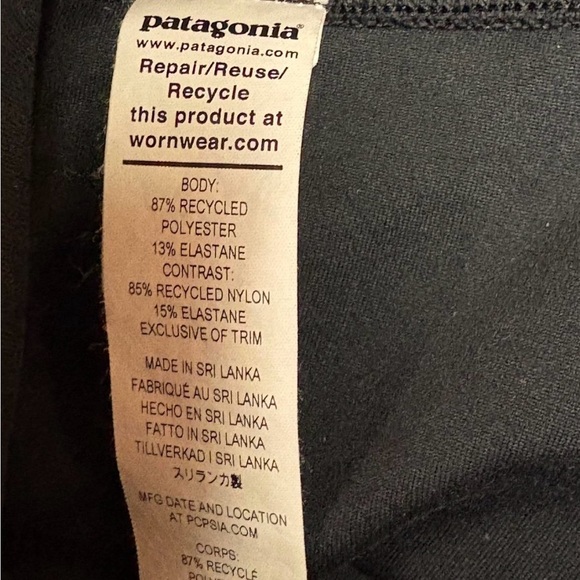 patagonia®
www.patagonia.com
Repair/Reuse/
Recycle
this product at
wornwear.com
BODY:
87% RECYCLED
POLYESTER
13% ELASTANE
CONTRAST:
85% RECYCLED NYLON
15% ELASTANE
EXCLUSIVE OF TRIM
MADE IN SRI LANKA
FABRIQUÉ AU SRI LANKA
HECHO EN SRI LANKA
FATTO IN SRI LANKA
TILLVERKAD I SRI LANKA
スリランカ製
MFG DATE AND LOCATION
AT PCPSIA.COM
CORPS:
87% RECYCLÉ